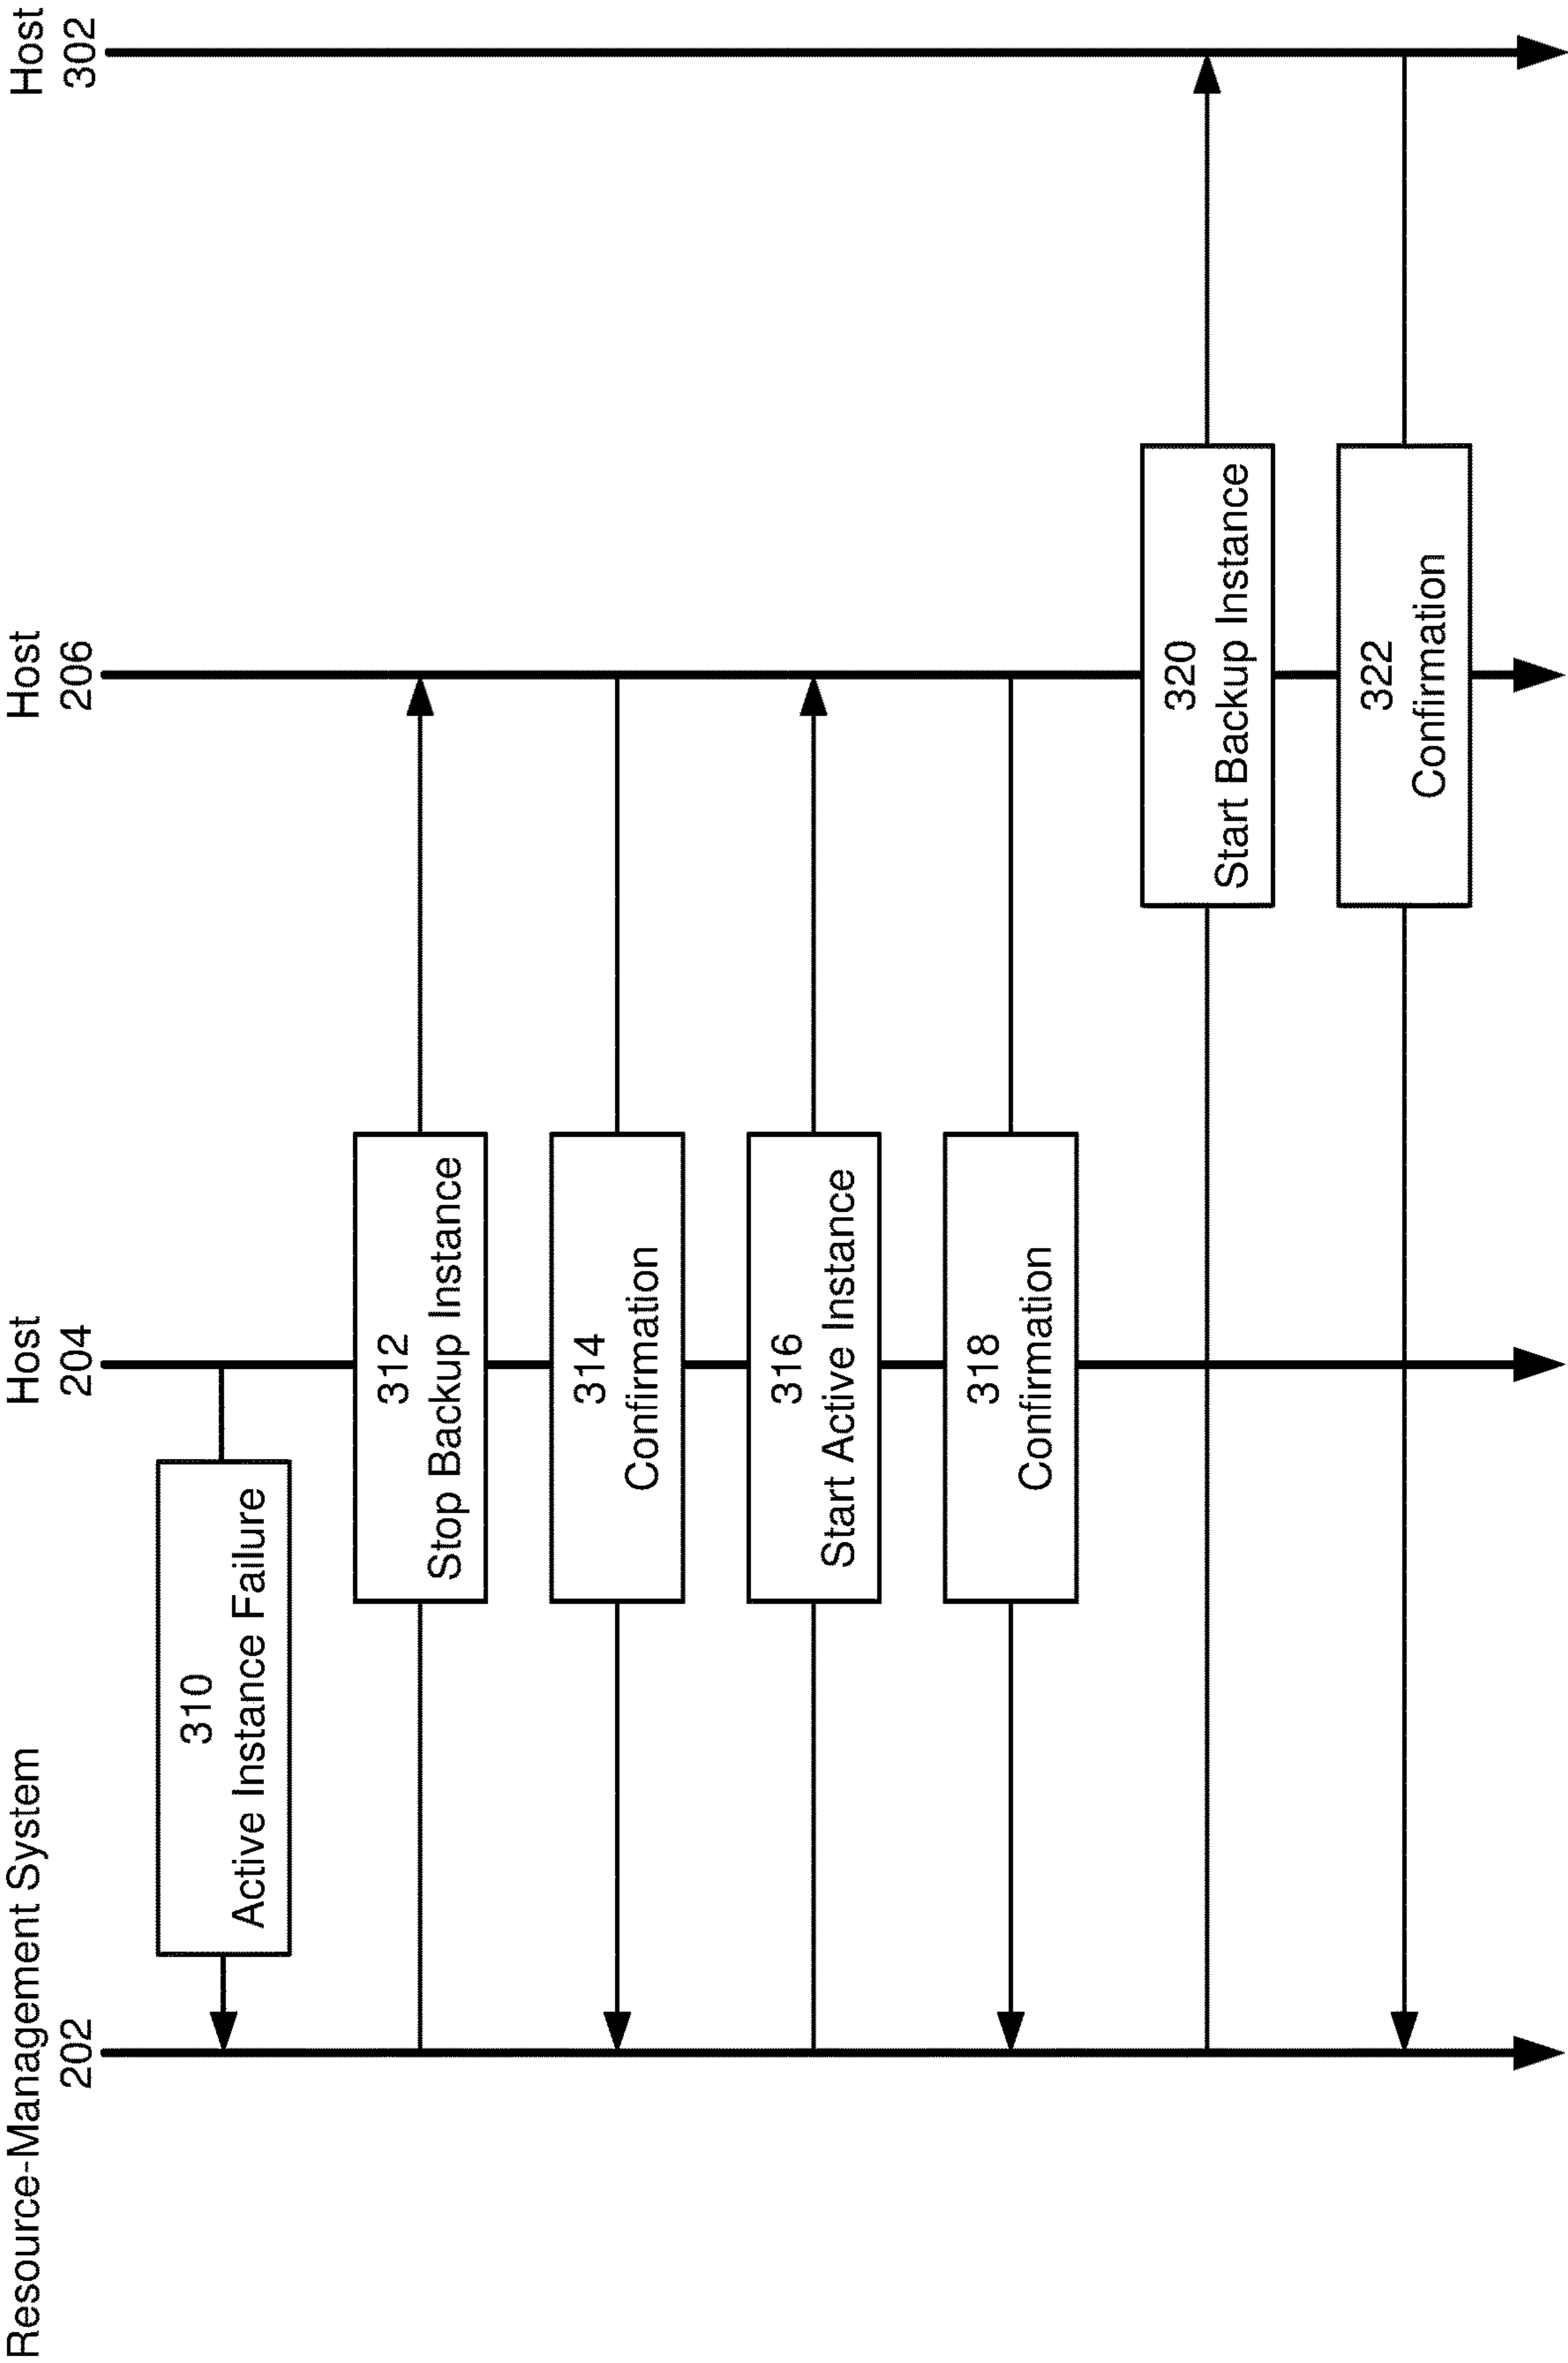 Resource-Management System
202
Host
204
Host
206
Host
302
310
Active Instance Failure
312
Stop Backup Instance
314
Confirmation
316
Start Active Instance
318
Confirmation
320
Start Backup Instance
322
Confirmation